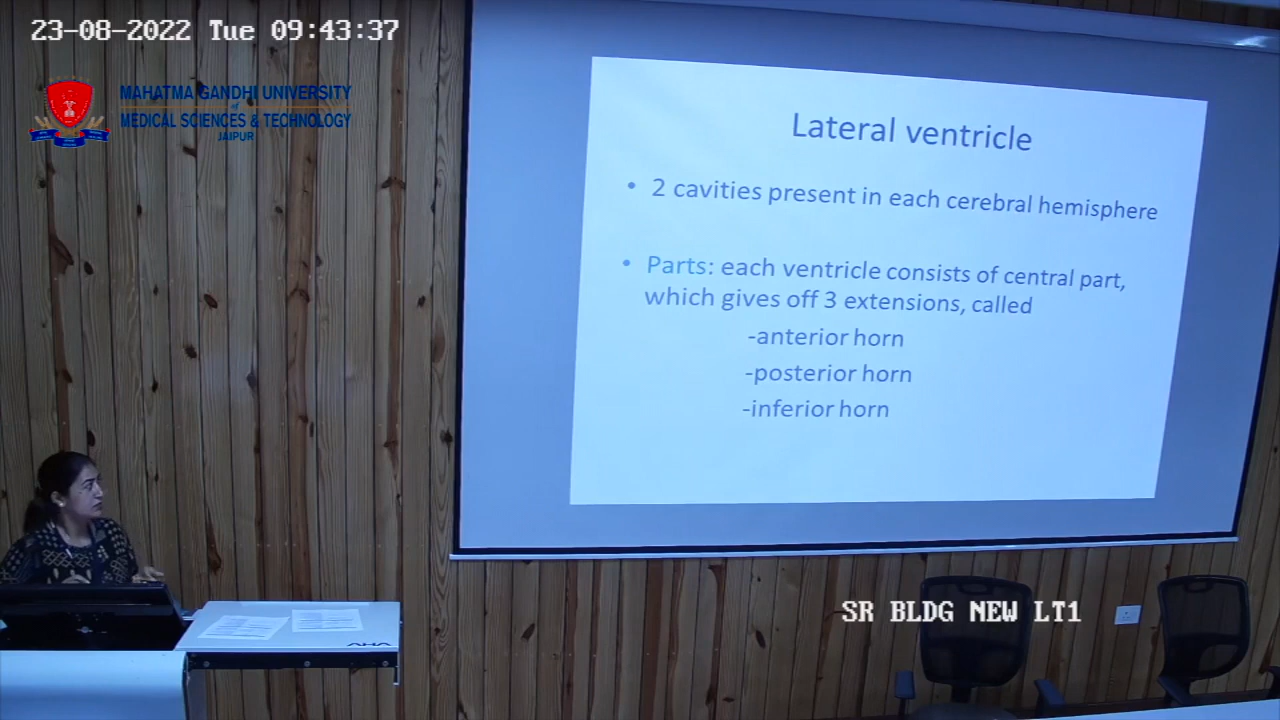 23-08-2022 Tue 09:43:37
MAHATMA GANDHI UNIVERSITY
of
MEDICAL SCIENCES & TECHNOLOGY
JAIPUR
Lateral ventricle
• 2 cavities present in each cerebral hemisphere
• Parts: each ventricle consists of central part,
which gives off 3 extensions, called
-anterior horn
-posterior horn
-inferior horn
SR BLDG NEW LT1